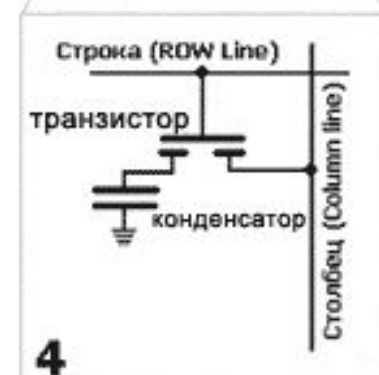 Строка (ROW Line)
транзистор
конденсатор
Столбец (Column line)
4